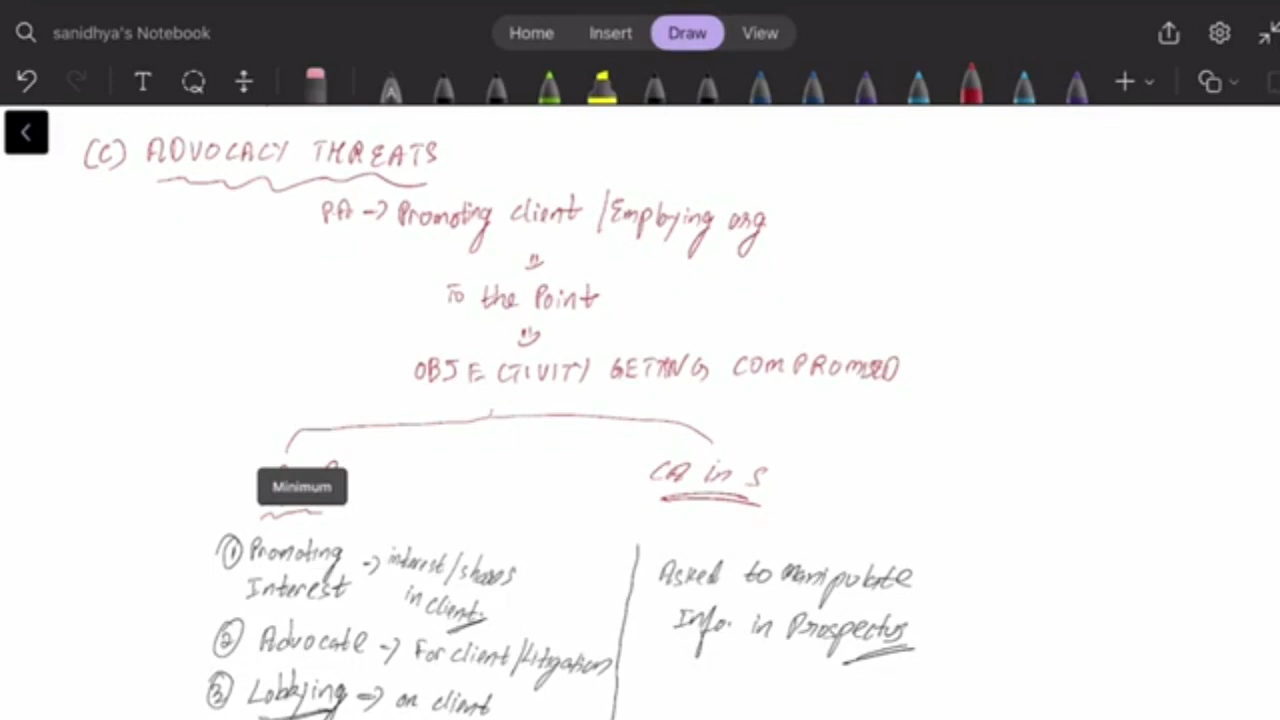 sanidhya's Notebook
Home Insert Draw View
(C) ADVOCACY THREATS
PA -> Promoting client / Employing org
To the Point
OBJECTIVITY GETTING COMPROMISED
Minimum
CA in S
① Promoting Interest -> interest/shares in client
② Advocate -> For client/Litigation
③ Lobbying => on client
Asked to Manipulate
Info. in Prospectus